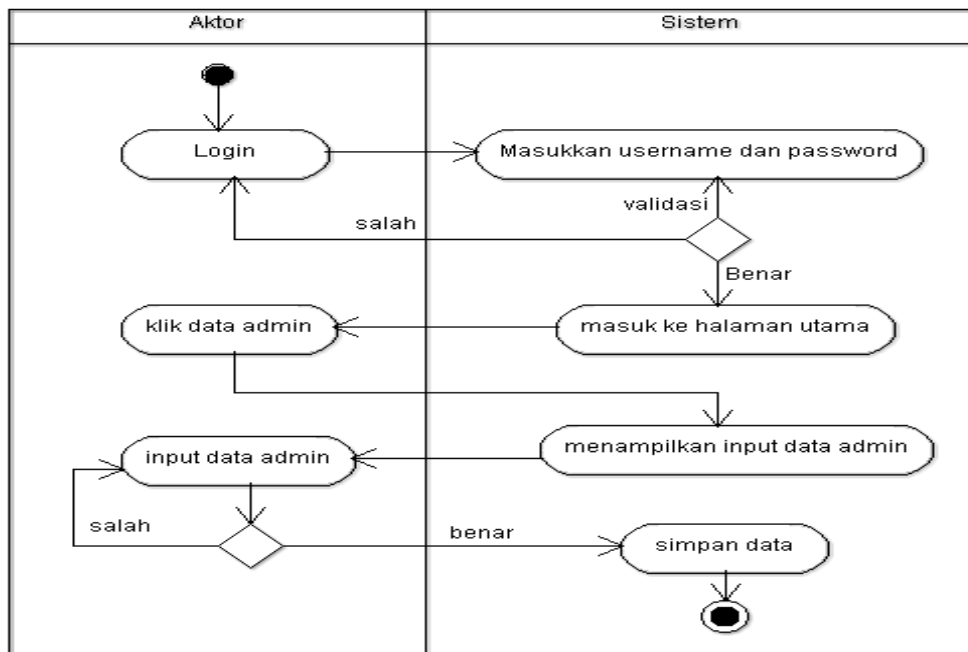 Aktor
Sistem
Login
Masukkan username dan password
validasi
salah
Benar
klik data admin
masuk ke halaman utama
input data admin
menampilkan input data admin
salah
benar
simpan data